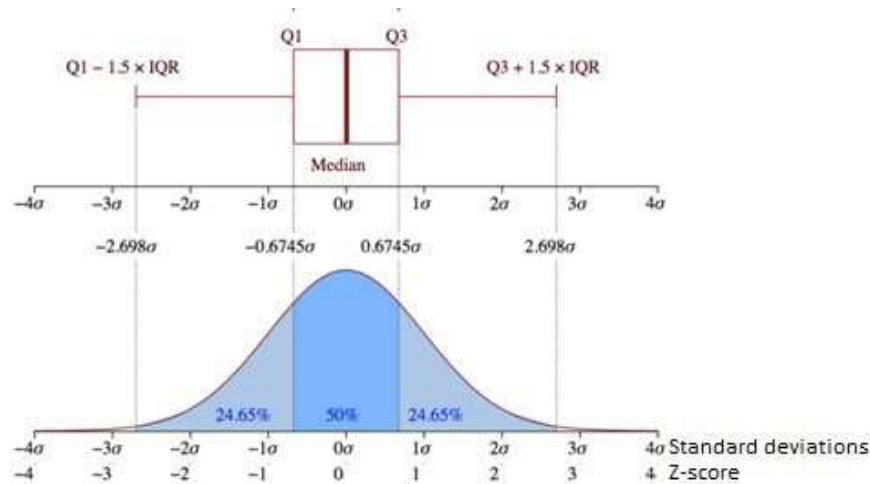 Q1 Q3
Q1 − 1.5 × IQR Q3 + 1.5 × IQR
Median
−4σ −3σ −2σ −1σ 0σ 1σ 2σ 3σ 4σ
−2.698σ −0.6745σ 0.6745σ 2.698σ
24.65% 50% 24.65%
−4σ −3σ −2σ −1σ 0σ 1σ 2σ 3σ 4σ Standard deviations
−4 −3 −2 −1 0 1 2 3 4 Z-score